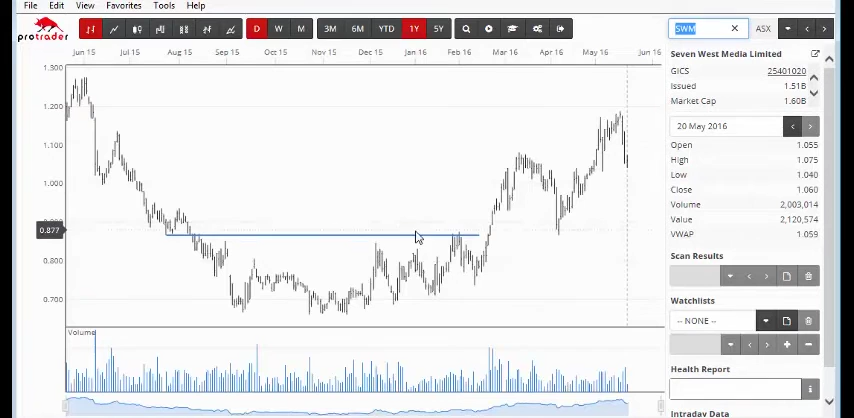 File Edit View Favorites Tools Help
protrader
D W M 3M 6M YTD 1Y 5Y SWM ASX
Jun 15 Jul 15 Aug 15 Sep 15 Oct 15 Nov 15 Dec 15 Jan 16 Feb 16 Mar 16 Apr 16 May 16 Jun 16
Seven West Media Limited
GICS 25401020
Issued 1.51B
Market Cap 1.60B
20 May 2016
Open 1.055
High 1.075
Low 1.040
Close 1.060
Volume 2,003,014
Value 2,120,574
VWAP 1.059
Scan Results
Watchlists
-- NONE --
Health Report
Intraday Data
1.300
1.200
1.100
1.000
0.877
0.800
0.700
Volume